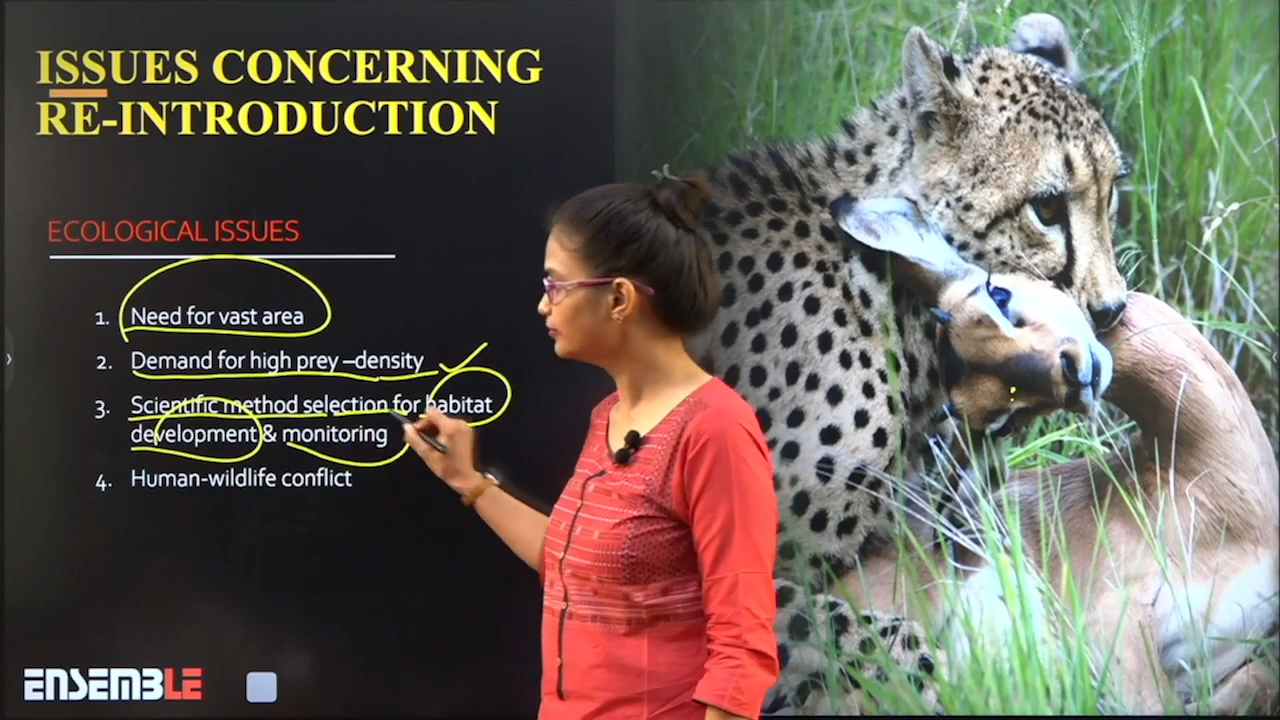 ISSUES CONCERNING
RE-INTRODUCTION
ECOLOGICAL ISSUES
1. Need for vast area
2. Demand for high prey –density
3. Scientific method selection for habitat
development & monitoring
4. Human-wildlife conflict
ENSEMBLE